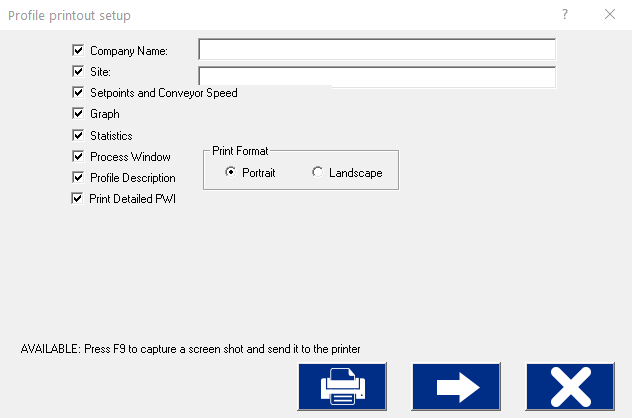 Profile printout setup ?
Company Name:
Site:
Setpoints and Conveyor Speed
Graph
Statistics
Process Window
Print Format
Portrait Landscape
Profile Description
Print Detailed PWI
AVAILABLE: Press F9 to capture a screen shot and send it to the printer